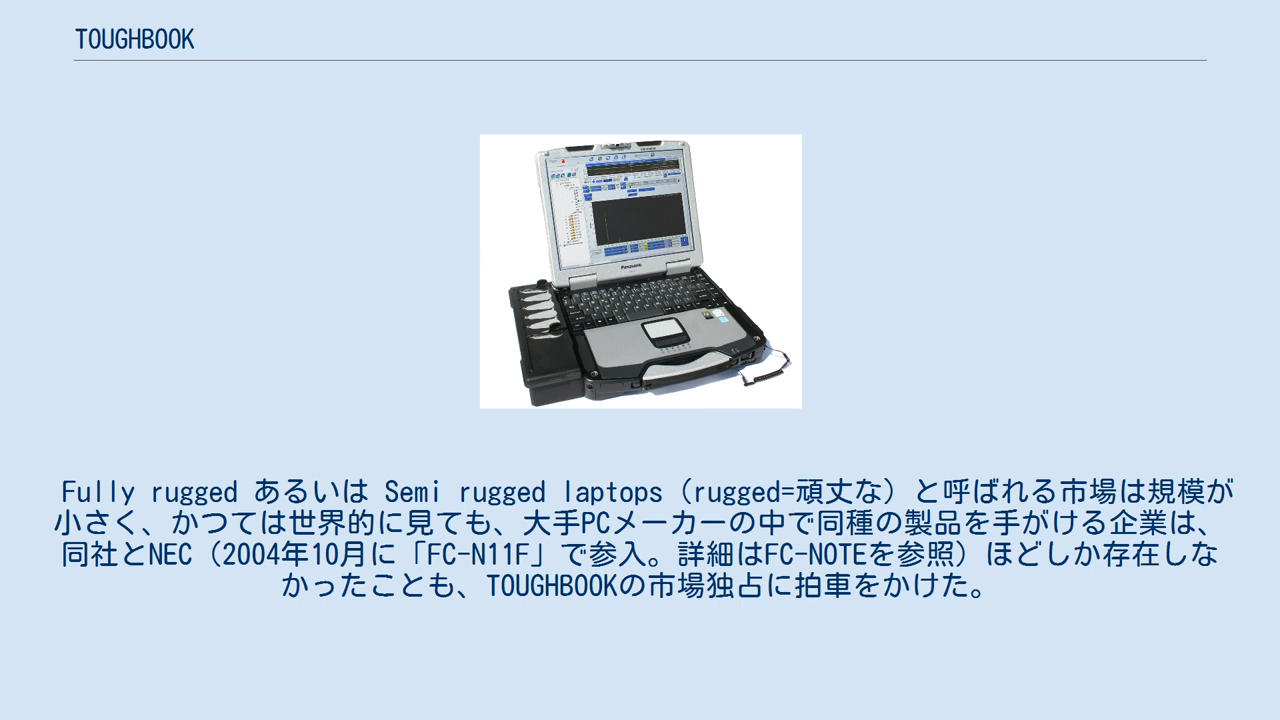 TOUGHBOOK
Panasonic
Fully rugged あるいは Semi rugged laptops（rugged=頑丈な）と呼ばれる市場は規模が
小さく、かつては世界的に見ても、大手PCメーカーの中で同種の製品を手がける企業は、
同社とNEC（2004年10月に「FC-N11F」で参入。詳細はFC-NOTEを参照）ほどしか存在しな
かったことも、TOUGHBOOKの市場独占に拍車をかけた。